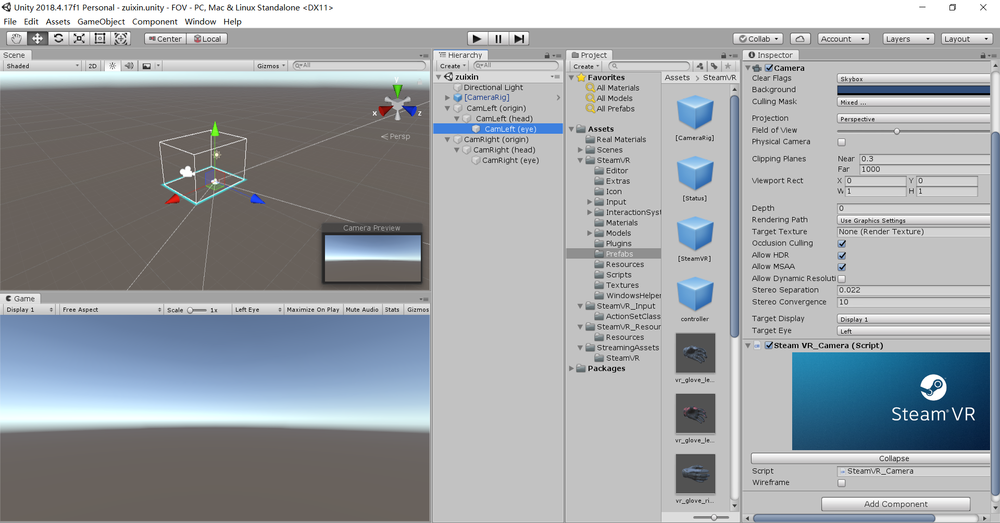 Unity 2018.4.17f1 Personal - zuixin.unity - FOV - PC, Mac & Linux Standalone <DX11>
File Edit Assets GameObject Component Window Help
Center Local
Collab Account Layers Layout
Scene
Shaded 2D Gizmos All
y
x
z
Persp
Camera Preview
Game
Display 1 Free Aspect Scale 1x Left Eye Maximize On Play Mute Audio Stats Gizmos
Hierarchy
Create All
zuixin
Directional Light
[CameraRig]
CamLeft (origin)
CamLeft (head)
CamLeft (eye)
CamRight (origin)
CamRight (head)
CamRight (eye)
Project
Create
Favorites
All Materials
All Models
All Prefabs
Assets
Real Materials
Scenes
SteamVR
Editor
Extras
Icon
Input
InteractionSyst
Materials
Models
Plugins
Prefabs
Resources
Scripts
Textures
WindowsHelper
SteamVR_Input
ActionSetClass
SteamVR_Resour
Resources
StreamingAssets
SteamVR
Packages
Assets SteamVR
[CameraRig]
[Status]
[SteamVR]
controller
vr_glove_le...
vr_glove_le...
vr_glove_ri...
Inspector
Camera
Clear Flags Skybox
Background
Culling Mask Mixed ...
Projection Perspective
Field of View
Physical Camera
Clipping Planes Near 0.3
Far 1000
Viewport Rect X 0 Y 0
W 1 H 1
Depth 0
Rendering Path Use Graphics Settings
Target Texture None (Render Texture)
Occlusion Culling
Allow HDR
Allow MSAA
Allow Dynamic Resoluti
Stereo Separation 0.022
Stereo Convergence 10
Target Display Display 1
Target Eye Left
Steam VR_Camera (Script)
Steam® VR
Collapse
Script SteamVR_Camera
Wireframe
Add Component